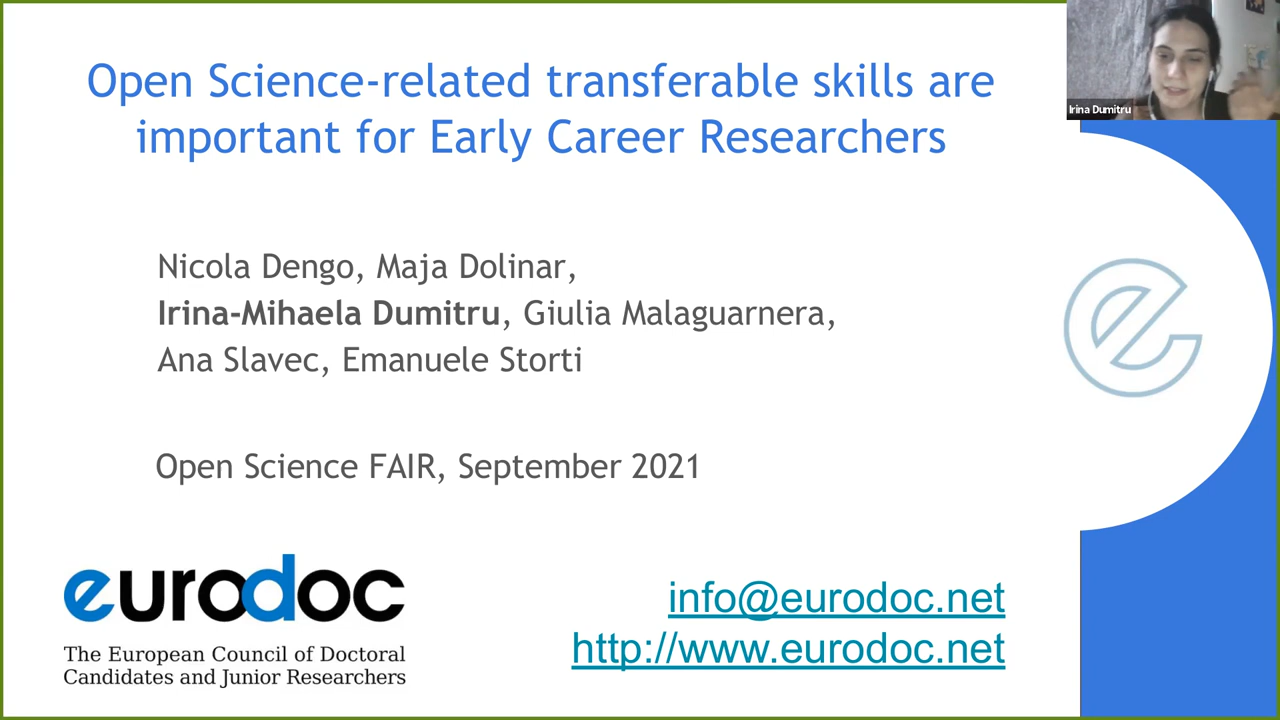 Open Science-related transferable skills are
important for Early Career Researchers
Irina Dumitru
Nicola Dengo, Maja Dolinar,
Irina-Mihaela Dumitru, Giulia Malaguarnera,
Ana Slavec, Emanuele Storti
Open Science FAIR, September 2021
eurodoc
The European Council of Doctoral
Candidates and Junior Researchers
info@eurodoc.net
http://www.eurodoc.net
e